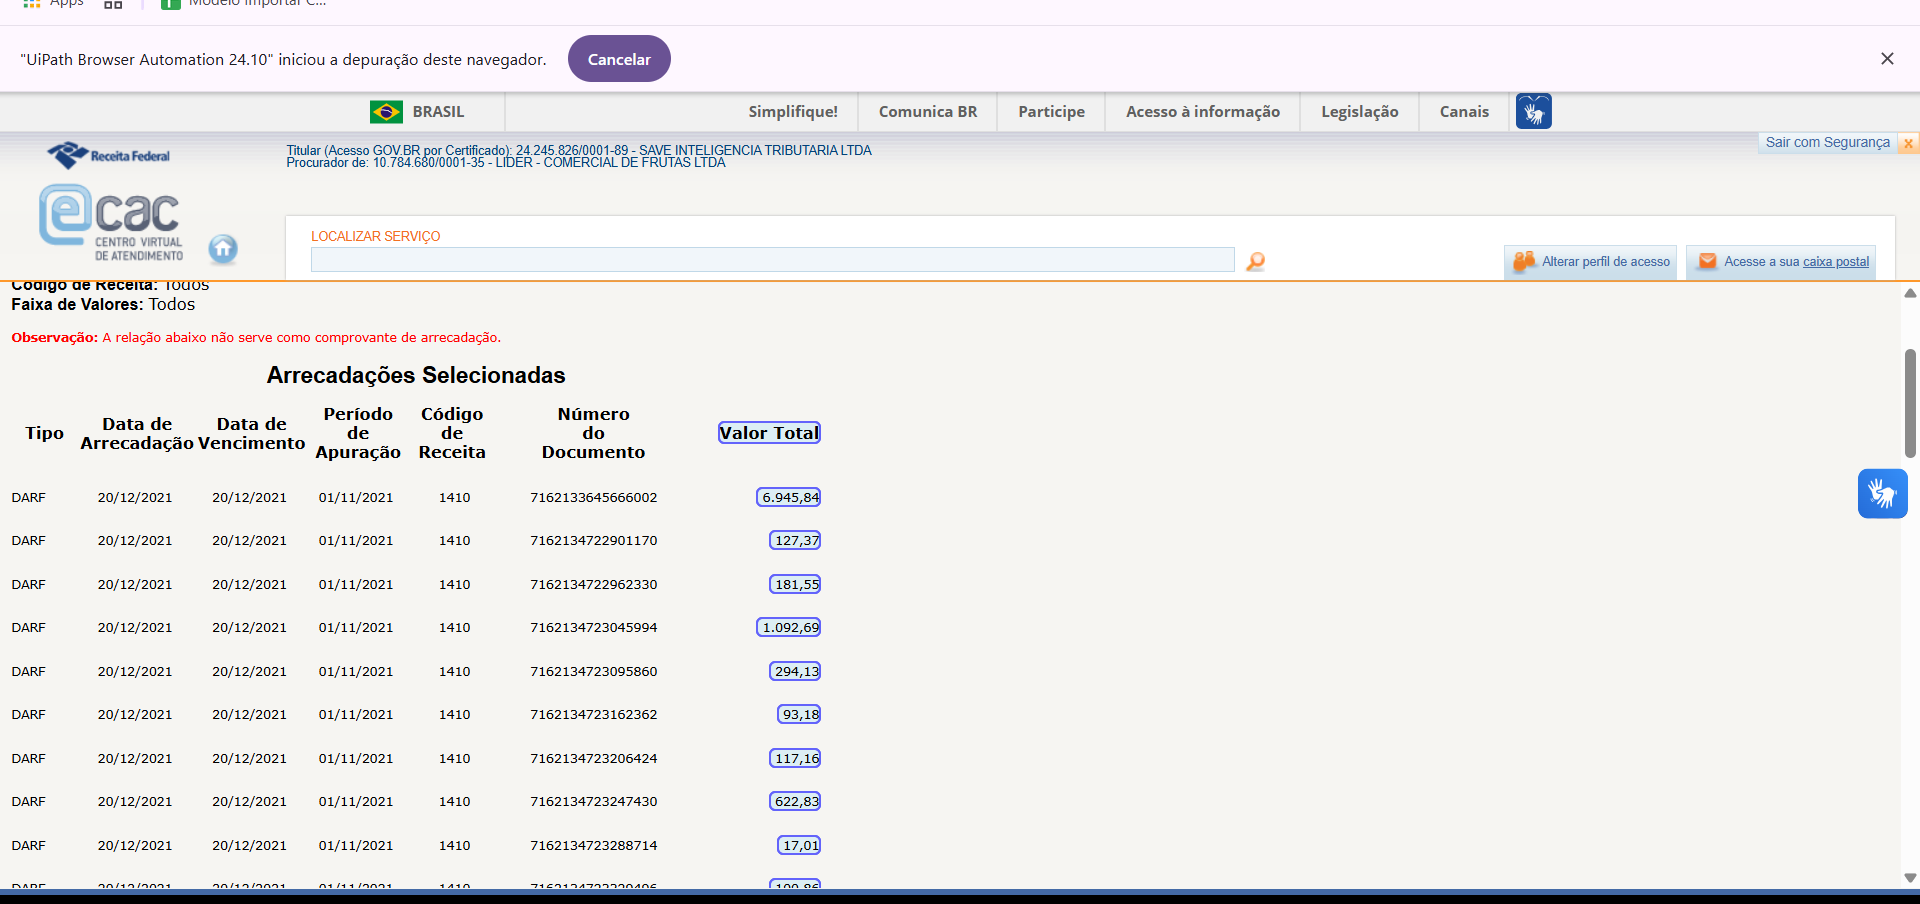 Apps
Modelo Importar C...
"UiPath Browser Automation 24.10" iniciou a depuração deste navegador.
Cancelar
BRASIL
Simplifique!
Comunica BR
Participe
Acesso à informação
Legislação
Canais
Receita Federal
Titular (Acesso GOV.BR por Certificado): 24.245.826/0001-89 - SAVE INTELIGENCIA TRIBUTARIA LTDA
Procurador de: 10.784.680/0001-35 - LIDER - COMERCIAL DE FRUTAS LTDA
Sair com Segurança x
e cac
CENTRO VIRTUAL
DE ATENDIMENTO
LOCALIZAR SERVIÇO
Alterar perfil de acesso
Acesse a sua caixa postal
Código de Receita: Todos
Faixa de Valores: Todos
Observação: A relação abaixo não serve como comprovante de arrecadação.
Arrecadações Selecionadas
Tipo Data de Arrecadação Data de Vencimento Período de Apuração Código de Receita Número do Documento Valor Total
DARF 20/12/2021 20/12/2021 01/11/2021 1410 7162133645666002 6.945,84
DARF 20/12/2021 20/12/2021 01/11/2021 1410 7162134722901170 127,37
DARF 20/12/2021 20/12/2021 01/11/2021 1410 7162134722962330 181,55
DARF 20/12/2021 20/12/2021 01/11/2021 1410 7162134723045994 1.092,69
DARF 20/12/2021 20/12/2021 01/11/2021 1410 7162134723095860 294,13
DARF 20/12/2021 20/12/2021 01/11/2021 1410 7162134723162362 93,18
DARF 20/12/2021 20/12/2021 01/11/2021 1410 7162134723206424 117,16
DARF 20/12/2021 20/12/2021 01/11/2021 1410 7162134723247430 622,83
DARF 20/12/2021 20/12/2021 01/11/2021 1410 7162134723288714 17,01
DARF 20/12/2021 20/12/2021 01/11/2021 1410